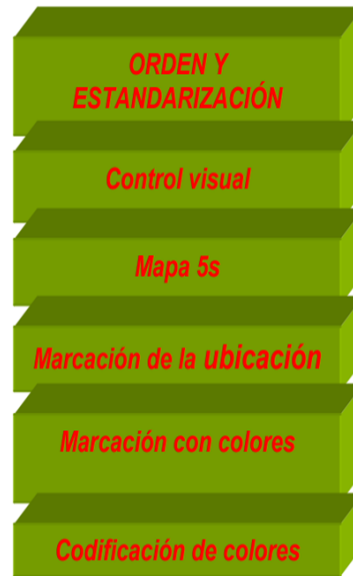 ORDEN Y
ESTANDARIZACIÓN
Control visual
Mapa 5s
Marcación de la ubicación
Marcación con colores
Codificación de colores